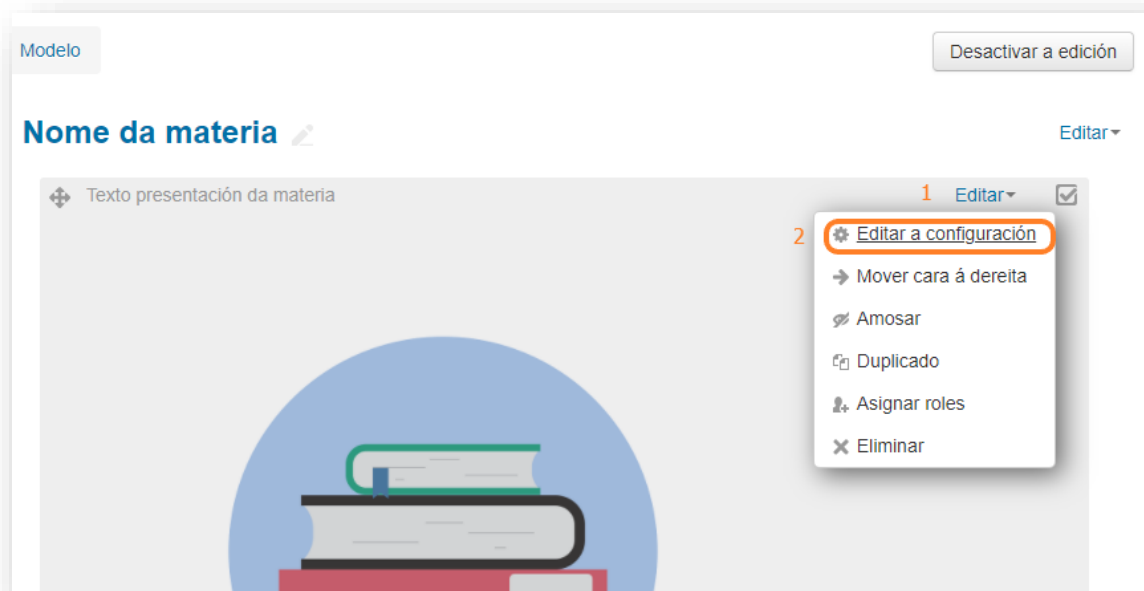 Modelo
Desactivar a edición
Nome da materia
Editar
Texto presentación da materia
1 Editar
2 Editar a configuración
Mover cara á dereita
Amosar
Duplicado
Asignar roles
Eliminar